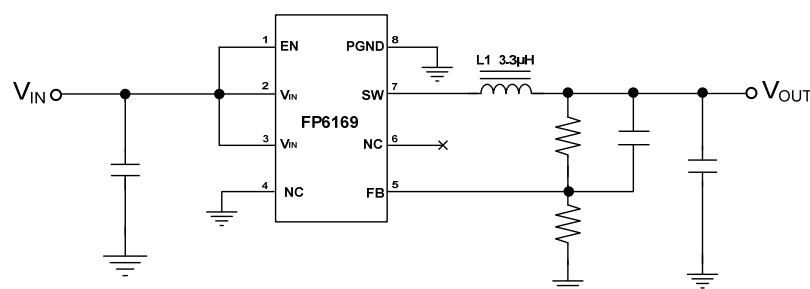 1 EN
PGND 8
L1 3.3µH
VIN
2 VIN
SW 7
VOUT
FP6169
3 VIN
NC 6
4 NC
FB 5